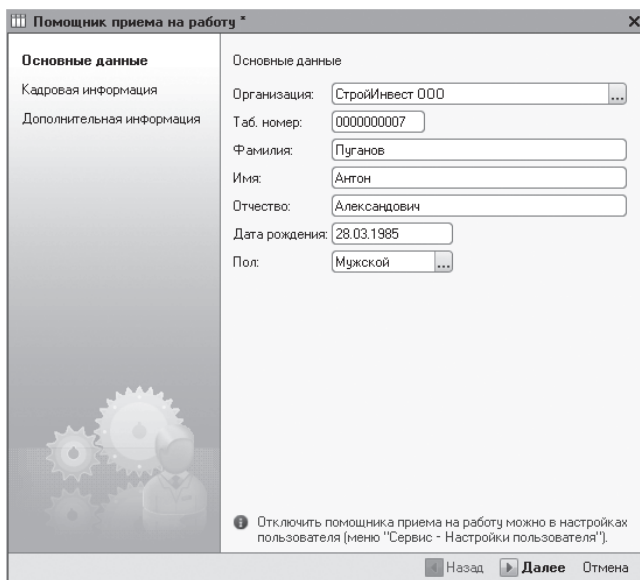 Помощник приема на работу *
Основные данные
Кадровая информация
Дополнительная информация
Основные данные
Организация: СтройИнвест ООО ...
Таб. номер: 0000000007
Фамилия: Пуганов
Имя: Антон
Отчество: Александович
Дата рождения: 28.03.1985
Пол: Мужской ...
Отключить помощника приема на работу можно в настройках
пользователя (меню "Сервис - Настройки пользователя").
Назад Далее Отмена